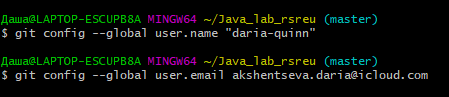 Даша@LAPTOP-ESCUPB8A MINGW64 ~/Java_lab_rsreu (master)
$ git config --global user.name "daria-quinn"
Даша@LAPTOP-ESCUPB8A MINGW64 ~/Java_lab_rsreu (master)
$ git config --global user.email akshentseva.daria@icloud.com